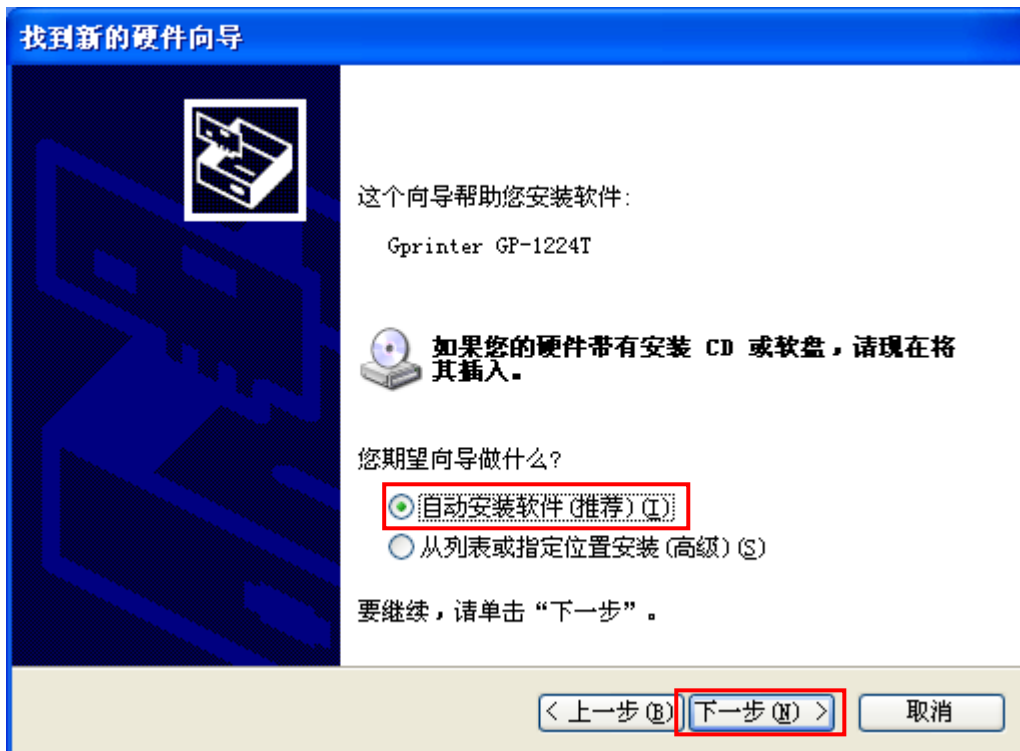 找到新的硬件向导
这个向导帮助您安装软件:
Gprinter GP-1224T
如果您的硬件带有安装 CD 或软盘，请现在将
其插入。
您期望向导做什么?
自动安装软件(推荐)(I)
从列表或指定位置安装(高级)(S)
要继续，请单击“下一步”。
< 上一步(B) 下一步(N) > 取消